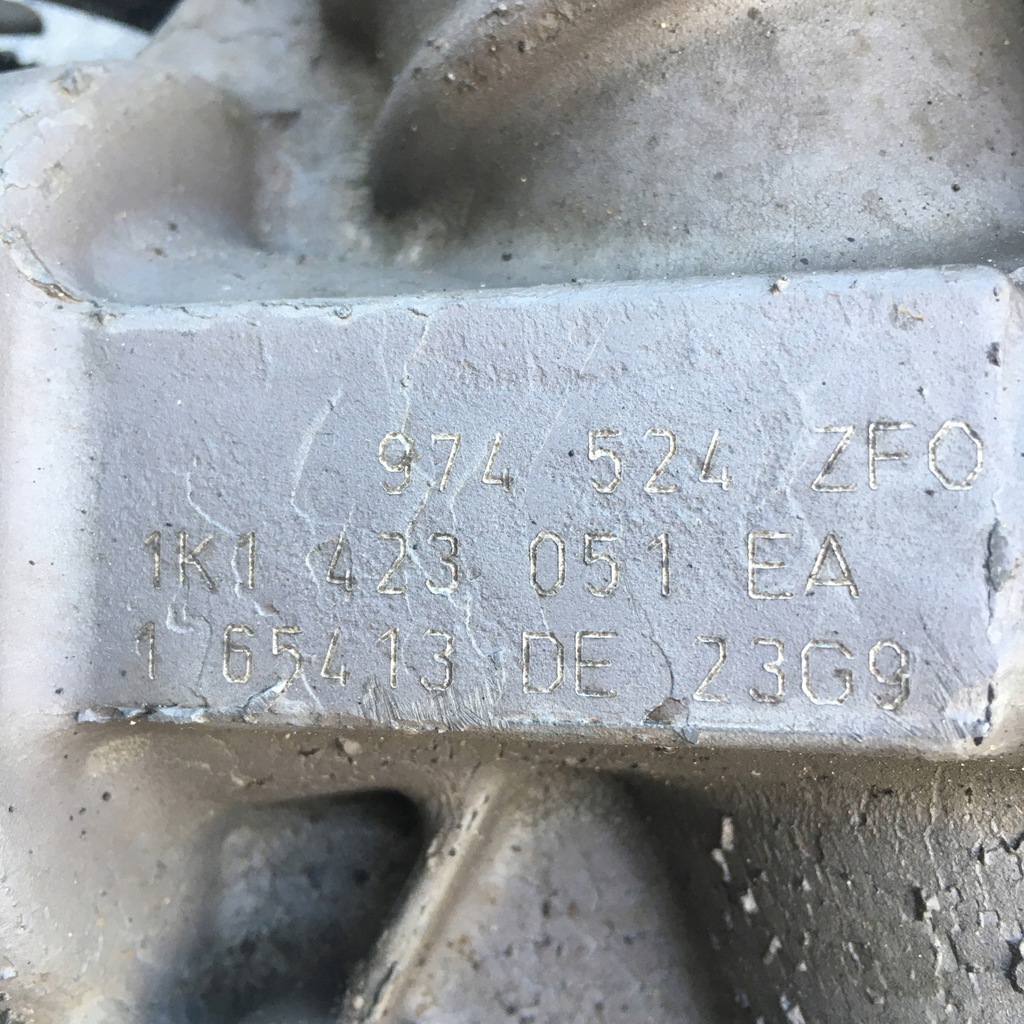 974 524 ZFO
1K1 423 051 EA
1 65413 DE 23G9